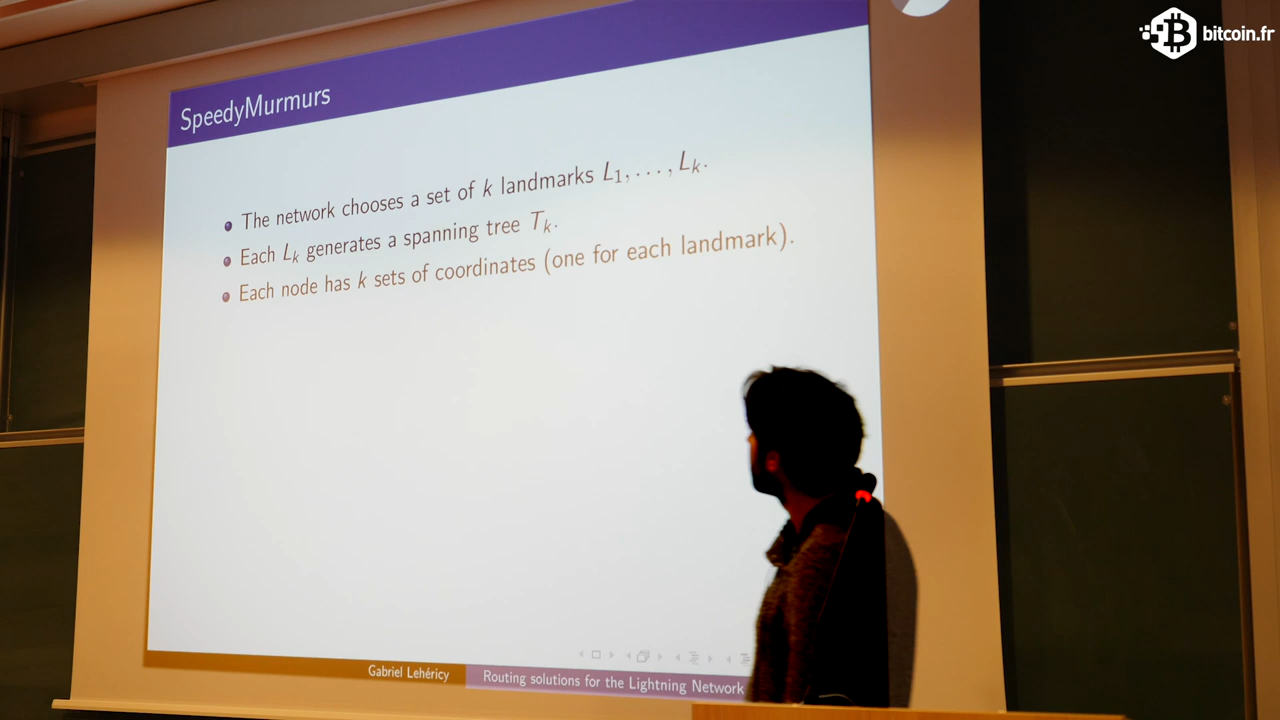 bitcoin.fr
SpeedyMurmurs
The network chooses a set of k landmarks L₁, . . . , Lₖ.
Each Lₖ generates a spanning tree Tₖ.
Each node has k sets of coordinates (one for each landmark).
Gabriel Lehéricy
Routing solutions for the Lightning Network